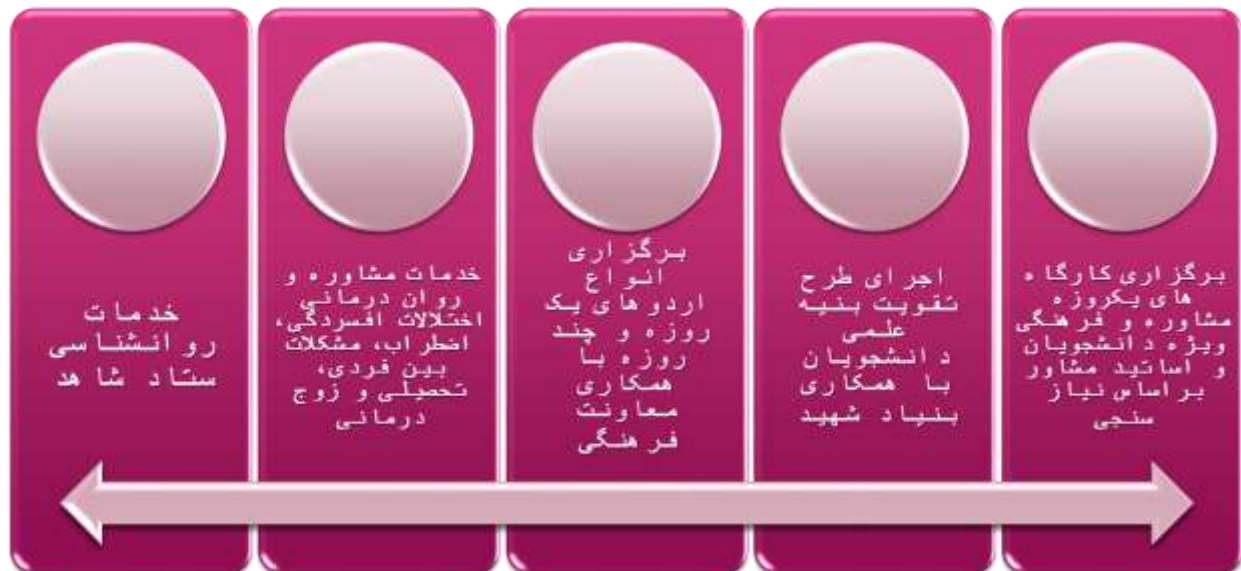 برگزاری کارگاه
های یکروزه
مشاوره و فرهنگی
ویژه دانشجویان
و اساتید مشاور
بر اساس نیاز
سنجی
اجرای طرح
تقویت بنیه
علمی
دانشجویان
با همکاری
بنیاد شهید
برگزاری
انواع
اردوهای یک
روزه و چند
روزه با
همکاری
معاونت
فرهنگی
خدمات مشاوره و
روان درمانی
اختلالات افسردگی،
اضطراب، مشکلات
بین فردی،
تحصیلی و زوج
درمانی
خدمات
روانشناسی
ستاد شاهد